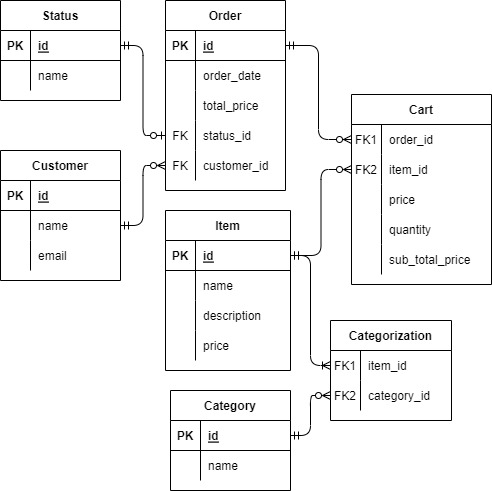 Status
PK id
name
Order
PK id
order_date
total_price
FK status_id
FK customer_id
Cart
FK1 order_id
FK2 item_id
price
quantity
sub_total_price
Customer
PK id
name
email
Item
PK id
name
description
price
Categorization
FK1 item_id
FK2 category_id
Category
PK id
name